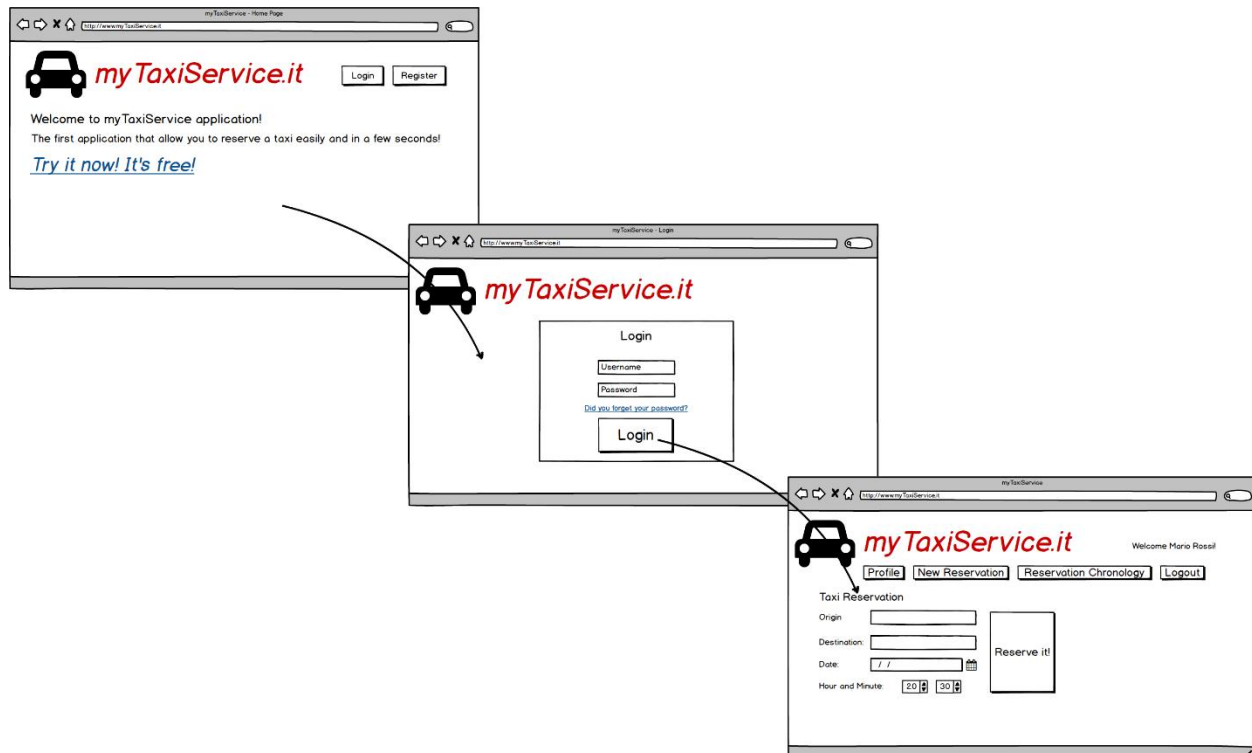 myTaxiService - Home Page
http://www.myTaxiService.it
myTaxiService.it
Login Register
Welcome to myTaxiService application!
The first application that allow you to reserve a taxi easily and in a few seconds!
Try it now! It's free!
myTaxiService - Login
http://www.myTaxiService.it
myTaxiService.it
Login
Username
Password
Did you forget your password?
Login
myTaxiService
http://www.myTaxiService.it
myTaxiService.it
Welcome Mario Rossi!
Profile New Reservation Reservation Chronology Logout
Taxi Reservation
Origin
Destination:
Date: / /
Hour and Minute: 20 30
Reserve it!